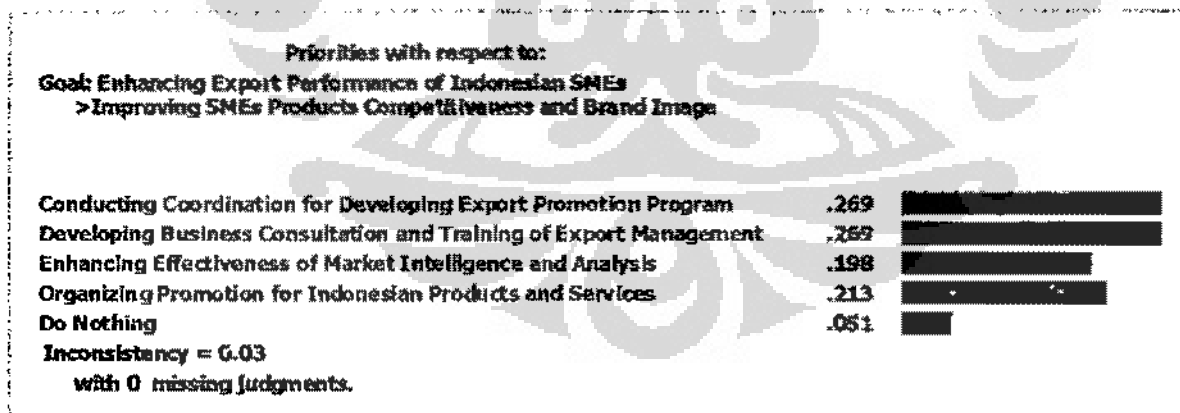 Priorities with respect to:
Goal: Enhancing Export Performance of Indonesian SMEs
>Improving SMEs Products Competitiveness and Brand Image
Conducting Coordination for Developing Export Promotion Program .269
Developing Business Consultation and Training of Export Management .269
Enhancing Effectiveness of Market Intelligence and Analysis .198
Organizing Promotion for Indonesian Products and Services .213
Do Nothing .051
Inconsistency = 0.03
with 0 missing judgments.